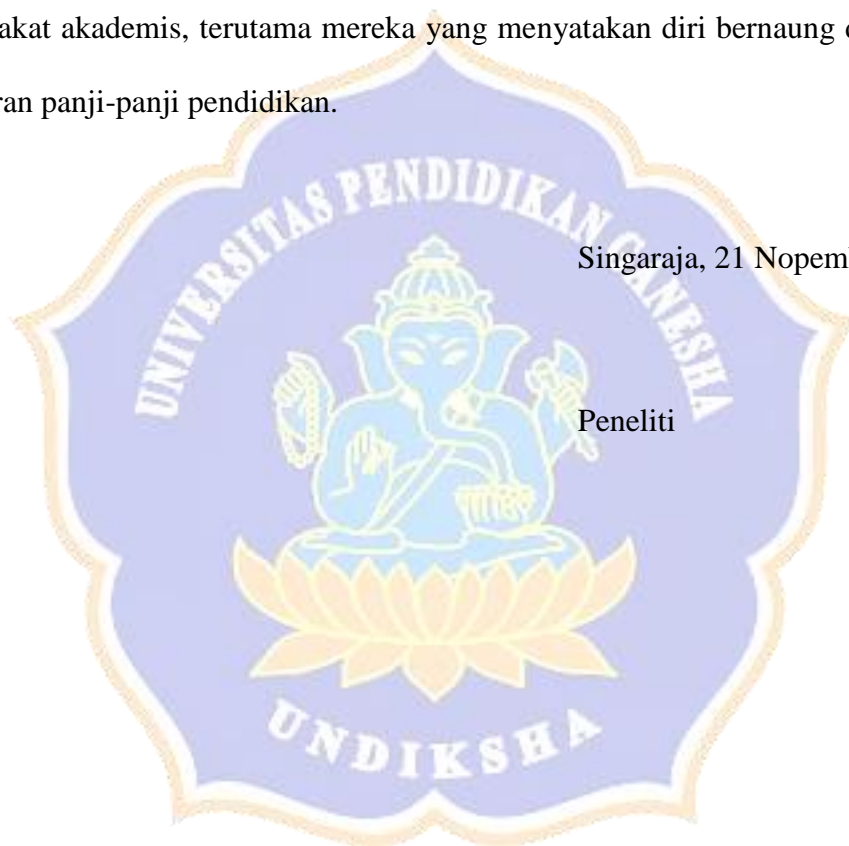 akat akademis, terutama mereka yang menyatakan diri bernaung
ran panji-panji pendidikan.
UNIVERSITAS PENDIDIKAN GANESHA
Singaraja, 21 Nopem
Peneliti
UNDIKSHA